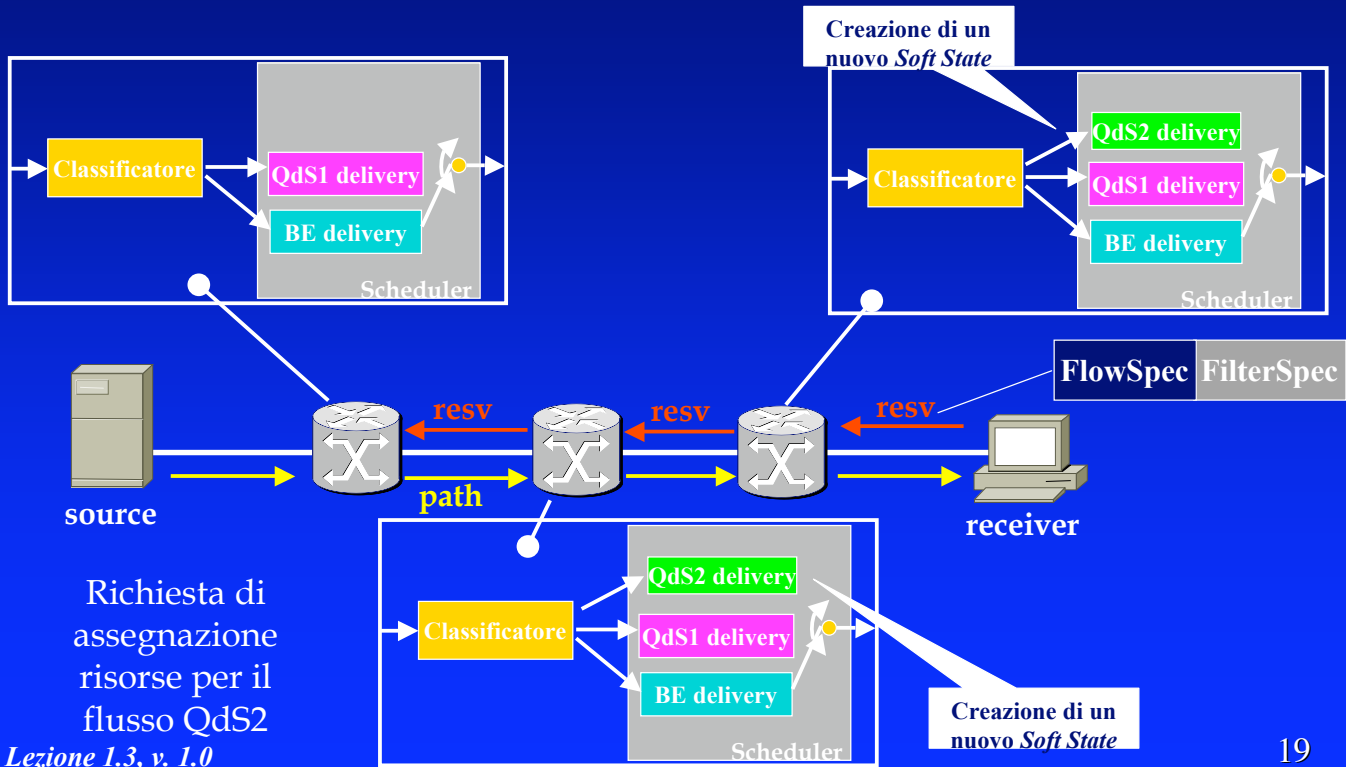 Creazione di un
nuovo Soft State
Classificatore
QdS1 delivery
BE delivery
Scheduler
Classificatore
QdS2 delivery
QdS1 delivery
BE delivery
Scheduler
FlowSpec
FilterSpec
resv
resv
resv
path
source
receiver
Richiesta di
assegnazione
risorse per il
flusso QdS2
Classificatore
QdS2 delivery
QdS1 delivery
BE delivery
Scheduler
Creazione di un
nuovo Soft State
Lezione 1.3, v. 1.0
19